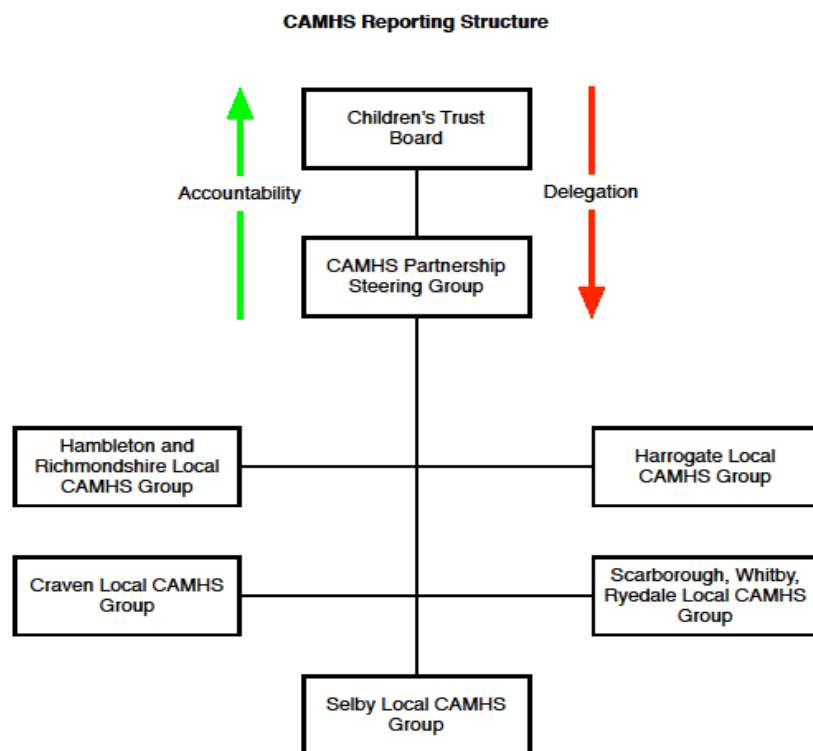 CAMHS Reporting Structure
Children's Trust
Board
Accountability
Delegation
CAMHS Partnership
Steering Group
Hambleton and
Richmondshire Local
CAMHS Group
Harrogate Local
CAMHS Group
Craven Local CAMHS
Group
Scarborough, Whitby,
Ryedale Local CAMHS
Group
Selby Local CAMHS
Group